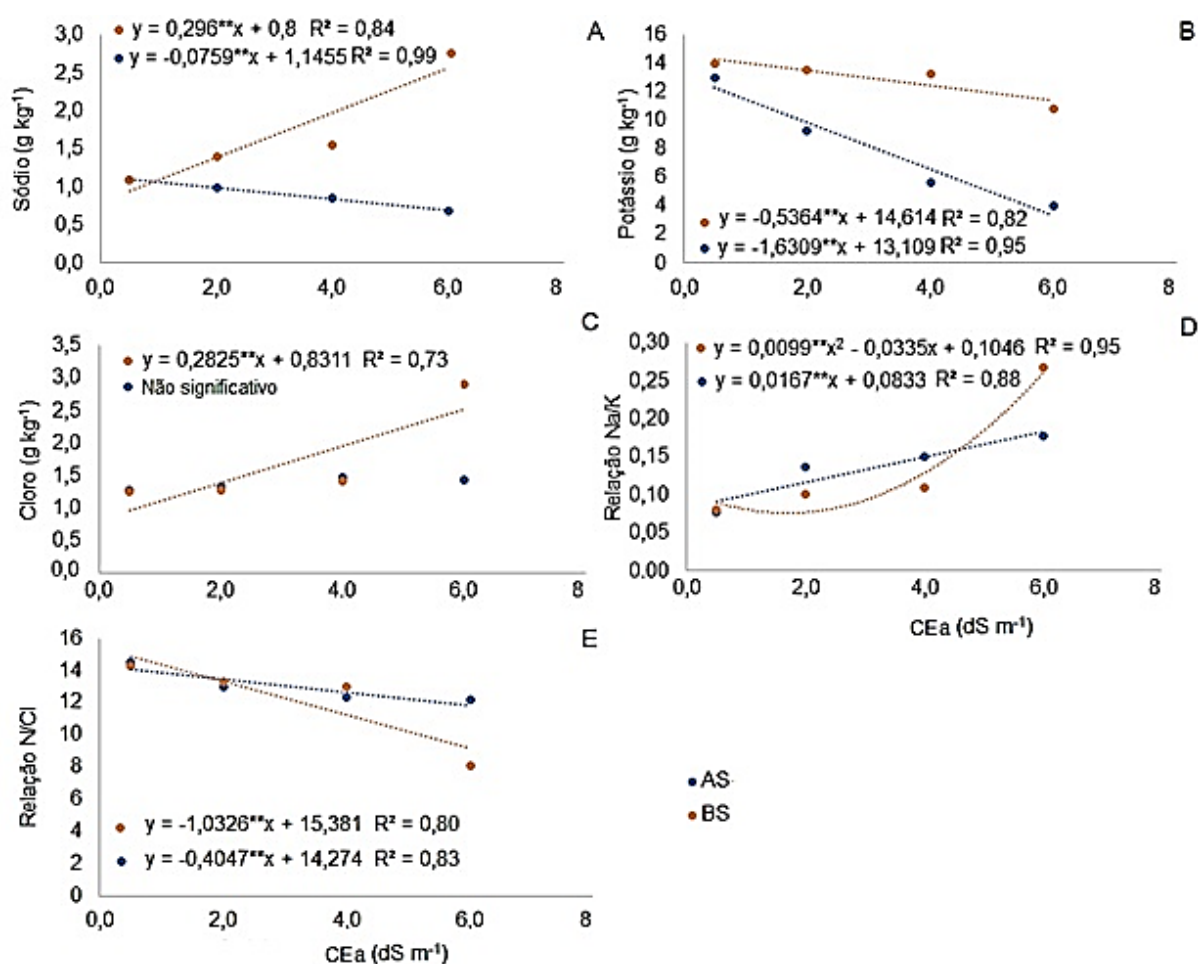 A
y = 0,296**x + 0,8 R² = 0,84
y = -0,0759**x + 1,1455 R² = 0,99
Sódio (g kg⁻¹)
3,0
2,5
2,0
1,5
1,0
0,5
0,0
0,0 2,0 4,0 6,0 8
B
Potássio (g kg⁻¹)
16
14
12
10
8
6
4
2
0
y = -0,5364**x + 14,614 R² = 0,82
y = -1,6309**x + 13,109 R² = 0,95
0,0 2,0 4,0 6,0 8
C
y = 0,2825**x + 0,8311 R² = 0,73
Não significativo
Cloro (g kg⁻¹)
3,5
3,0
2,5
2,0
1,5
1,0
0,5
0,0
0,0 2,0 4,0 6,0 8
D
y = 0,0099**x² - 0,0335x + 0,1046 R² = 0,95
y = 0,0167**x + 0,0833 R² = 0,88
Relação Na/K
0,30
0,25
0,20
0,15
0,10
0,05
0.00
0,0 2,0 4,0 6,0 8
CEa (dS m⁻¹)
E
Relação N/Cl
16
14
12
10
8
6
4
2
0
y = -1,0326**x + 15,381 R² = 0,80
y = -0,4047**x + 14,274 R² = 0,83
0,0 2,0 4,0 6,0 8
CEa (dS m⁻¹)
AS
BS